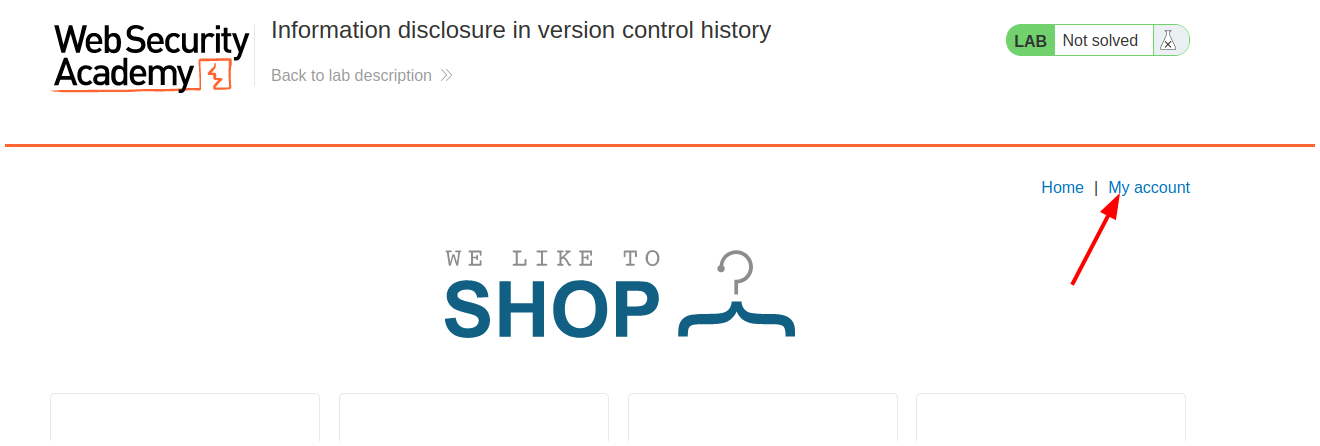 Web Security
Academy
Information disclosure in version control history
Back to lab description
LAB Not solved
Home | My account
WE LIKE TO
SHOP